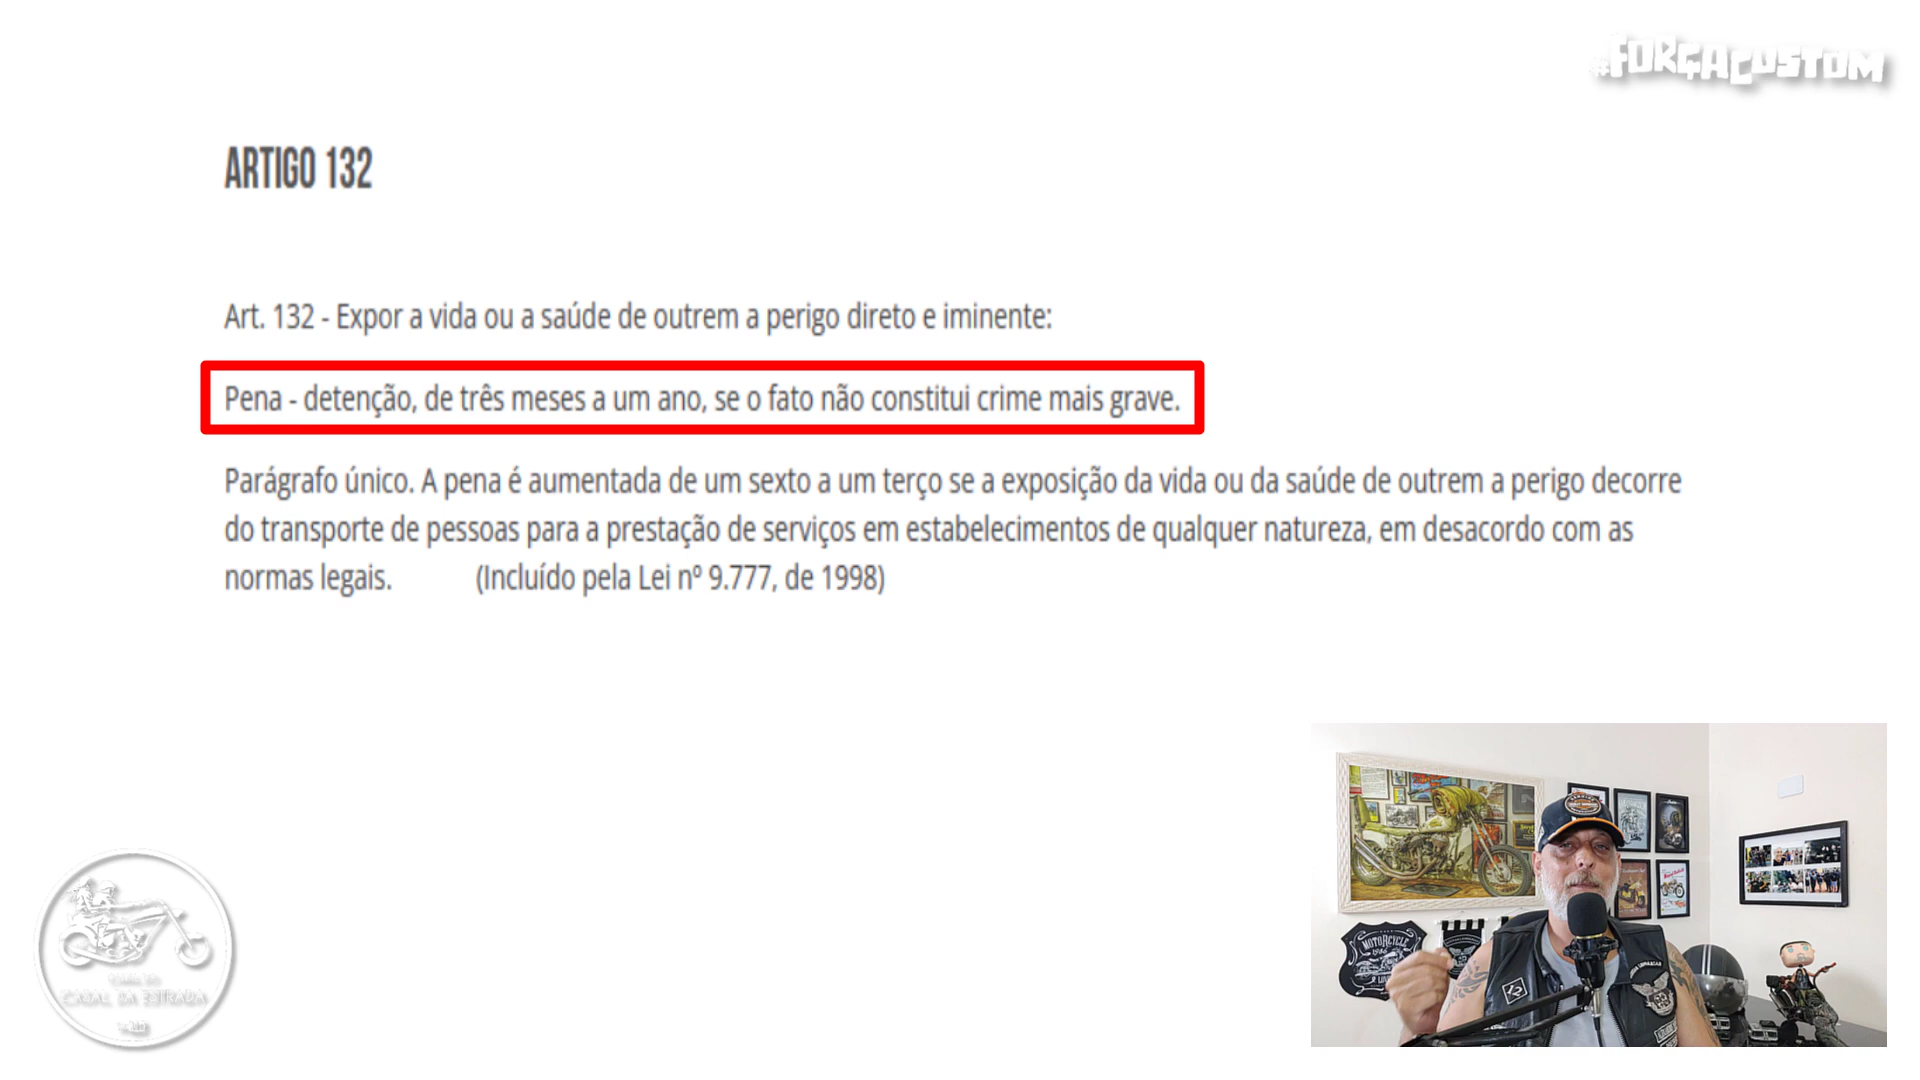 #FORÇACUSTOM
ARTIGO 132
Art. 132 - Expor a vida ou a saúde de outrem a perigo direto e iminente:
Pena - detenção, de três meses a um ano, se o fato não constitui crime mais grave.
Parágrafo único. A pena é aumentada de um sexto a um terço se a exposição da vida ou da saúde de outrem a perigo decorre
do transporte de pessoas para a prestação de serviços em estabelecimentos de qualquer natureza, em desacordo com as
normas legais. (Incluído pela Lei nº 9.777, de 1998)
CASAL DA ESTRADA
MOTORCYCLE